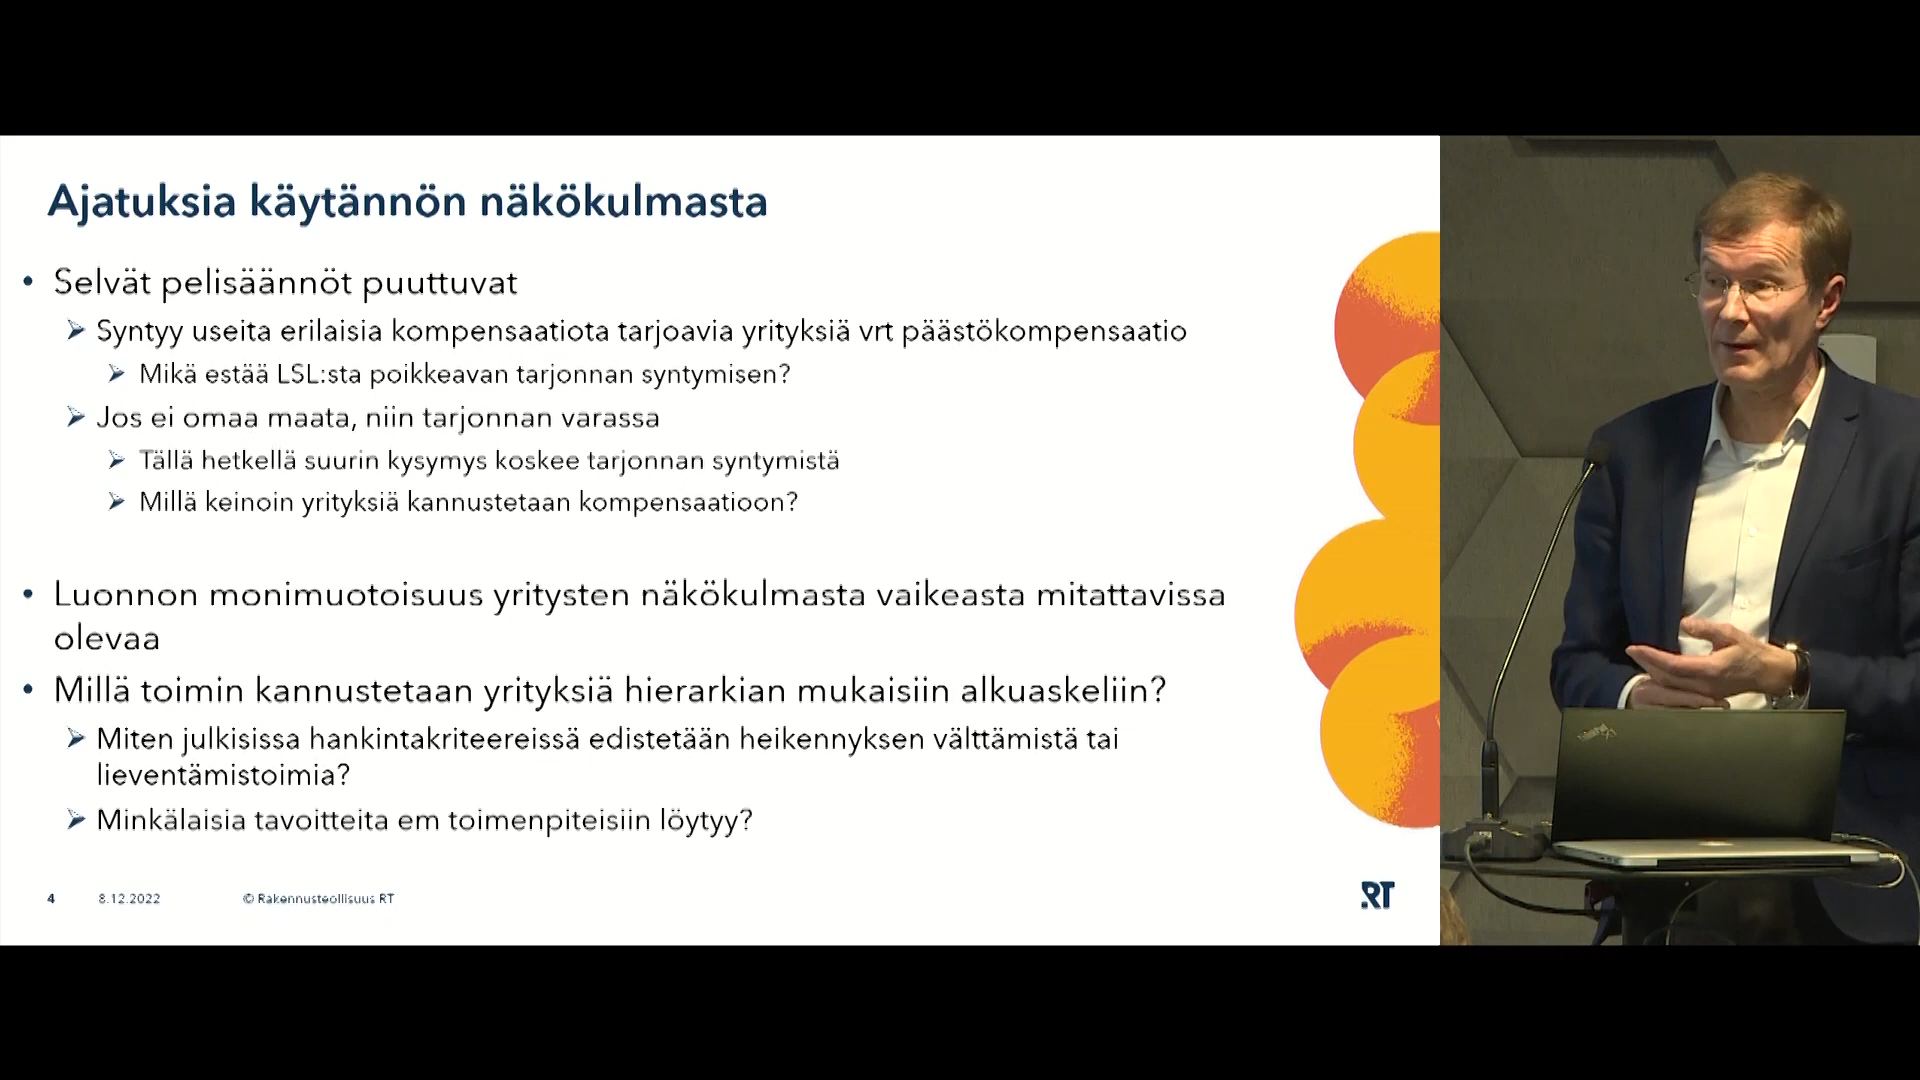 Ajatuksia käytännön näkökulmasta
• Selvät pelisäännöt puuttuvat
➢ Syntyy useita erilaisia kompensaatiota tarjoavia yrityksiä vrt päästökompensaatio
➢ Mikä estää LSL:sta poikkeavan tarjonnan syntymisen?
➢ Jos ei omaa maata, niin tarjonnan varassa
➢ Tällä hetkellä suurin kysymys koskee tarjonnan syntymistä
➢ Millä keinoin yrityksiä kannustetaan kompensaatioon?
• Luonnon monimuotoisuus yritysten näkökulmasta vaikeasta mitattavissa
olevaa
• Millä toimin kannustetaan yrityksiä hierarkian mukaisiin alkuaskeliin?
➢ Miten julkisissa hankintakriteereissä edistetään heikennyksen välttämistä tai
lieventämistoimia?
➢ Minkälaisia tavoitteita em toimenpiteisiin löytyy?
4 8.12.2022 © Rakennusteollisuus RT
RT